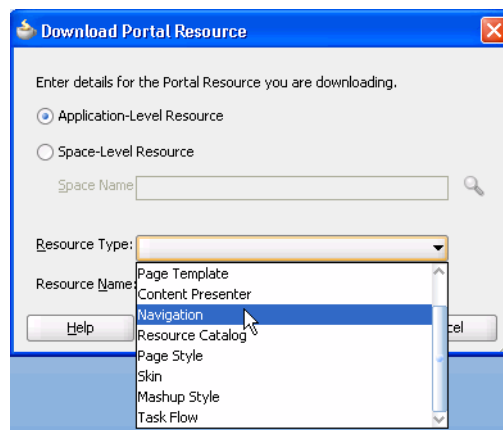 Download Portal Resource
Enter details for the Portal Resource you are downloading.
Application-Level Resource
Space-Level Resource
Space Name
Resource Type:
Page Template
Resource Name:
Content Presenter
Navigation
Help
cel
Resource Catalog
Page Style
Skin
Mashup Style
Task Flow